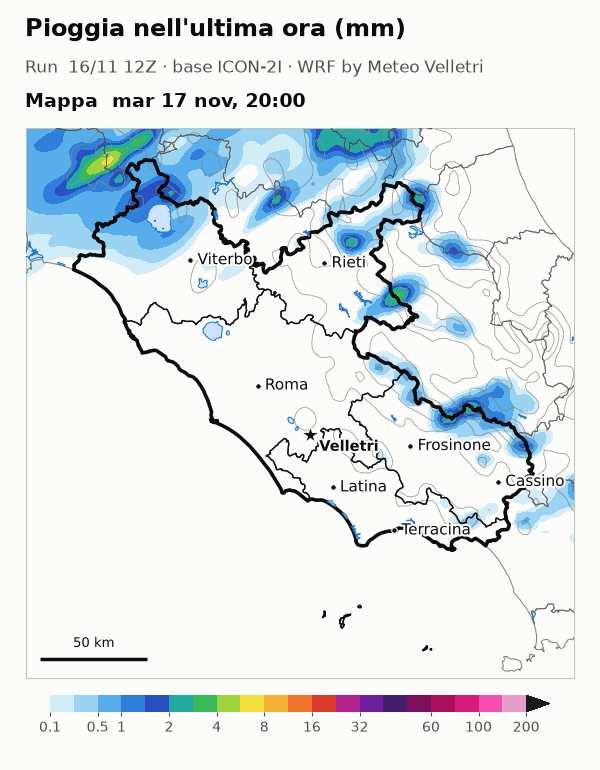 Pioggia nell'ultima ora (mm)
Run  16/11 12Z · base ICON-2I · WRF by Meteo Velletri
Mappa  mar 17 nov, 20:00
Viterbo
Rieti
Roma
Velletri
Frosinone
Cassino
Latina
Terracina
50 km
0.1 0.5 1 2 4 8 16 32 60 100 200